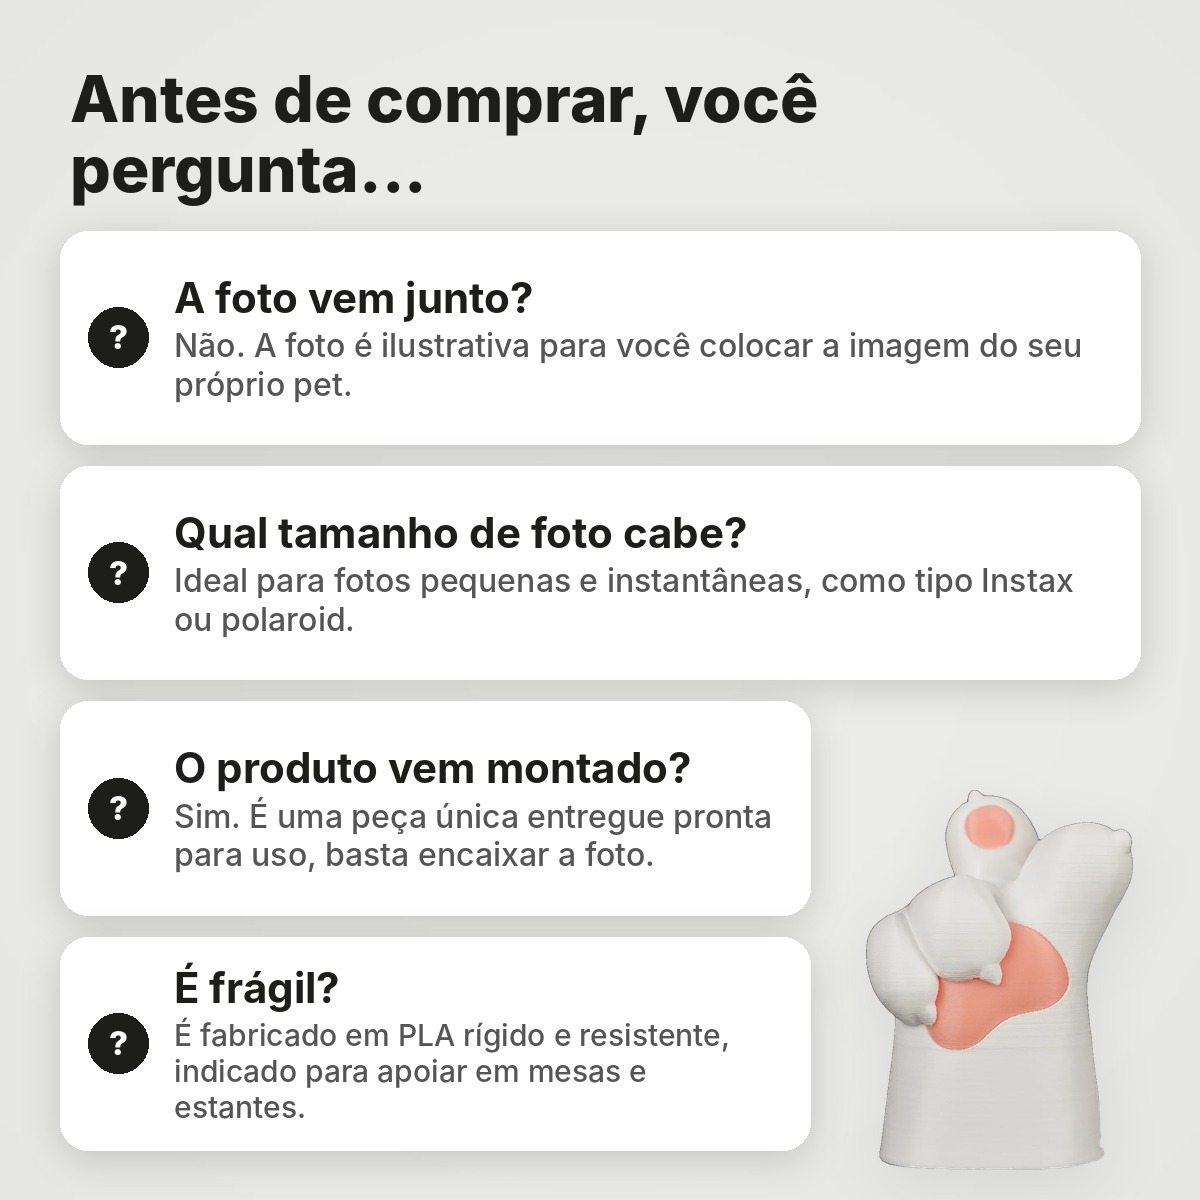 Antes de comprar, você
pergunta...
?
A foto vem junto?
Não. A foto é ilustrativa para você colocar a imagem do seu
próprio pet.
?
Qual tamanho de foto cabe?
Ideal para fotos pequenas e instantâneas, como tipo Instax
ou polaroid.
?
O produto vem montado?
Sim. É uma peça única entregue pronta
para uso, basta encaixar a foto.
?
É frágil?
É fabricado em PLA rígido e resistente,
indicado para apoiar em mesas e
estantes.